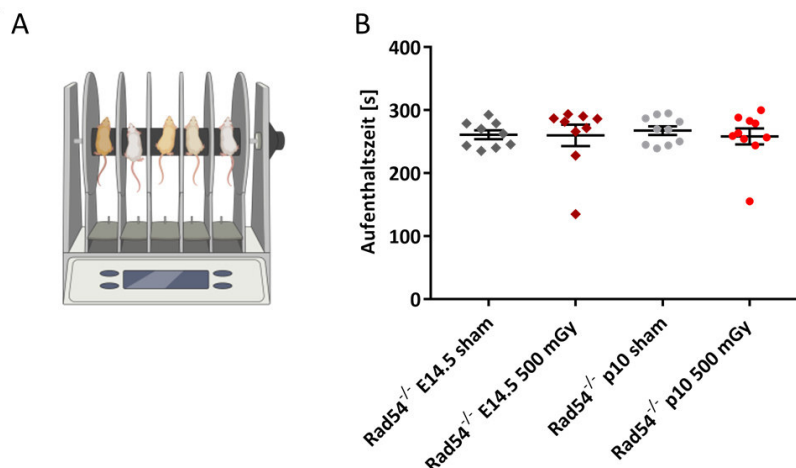 A
B
Aufenthaltszeit [s]
400
300
200
100
0
Rad54-/- E14.5 sham
Rad54-/- E14.5 500 mGy
Rad54-/- p10 sham
Rad54-/- p10 500 mGy